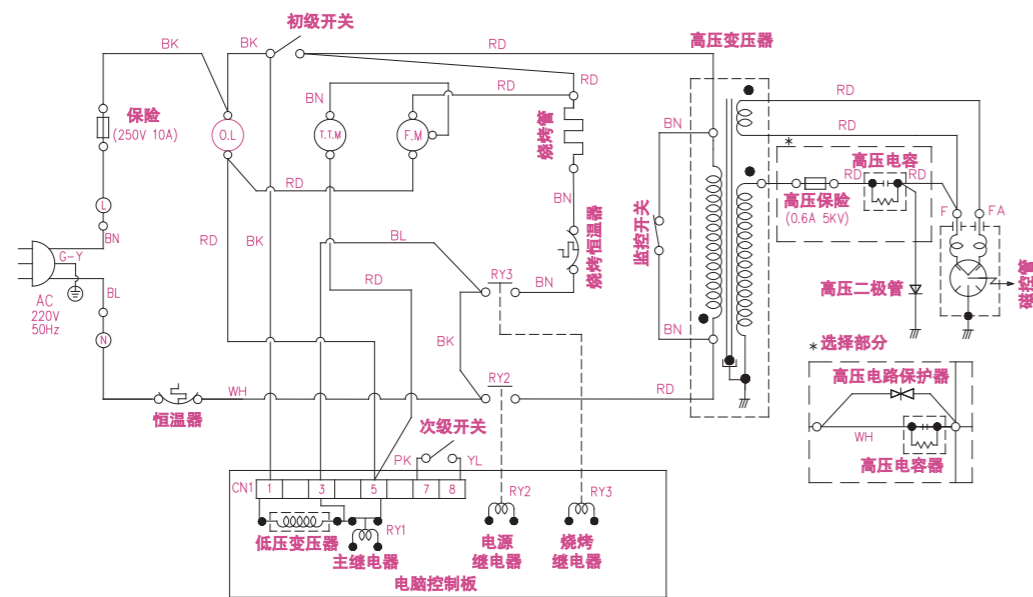 初级开关
BK
BK
RD
高压变压器
RD
BN
RD
保险
(250V 10A)
O.L
T.T.M
F.M
烧烤管
BN
RD
RD
*
高压电容
RD
RD
高压保险
(0.6A 5KV)
F
FA
L
BN
G-Y
AC
220V
50Hz
BL
N
RD
BK
BL
RD
RD
BN
烧烤恒温器
监控开关
RY3
BN
高压二极管
磁控管
BK
BN
*选择部分
RY2
RD
WH
恒温器
高压电路保护器
WH
高压电容器
次级开关
PK
YL
CN1
1
3
5
7
8
RY1
RY2
RY3
低压变压器
主继电器
电源
继电器
烧烤
继电器
电脑控制板